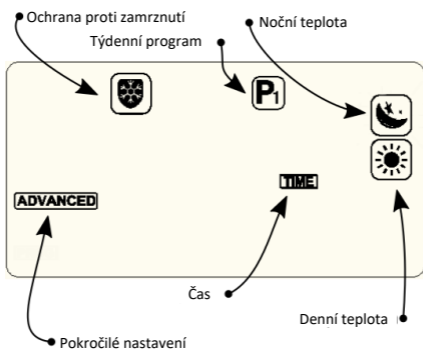 Ochrana proti zamrznutí
Noční teplota
Týdenní program
P1
TIME
ADVANCED
Čas
Denní teplota
Pokročilé nastavení